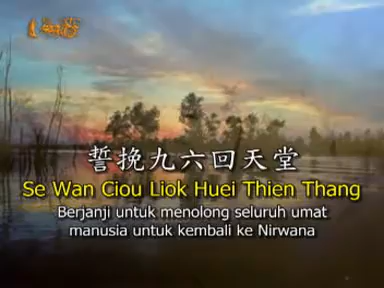 誓挽九六回天堂
Se Wan Ciou Liok Huei Thien Thang
Berjanji untuk menolong seluruh umat
manusia untuk kembali ke Nirwana